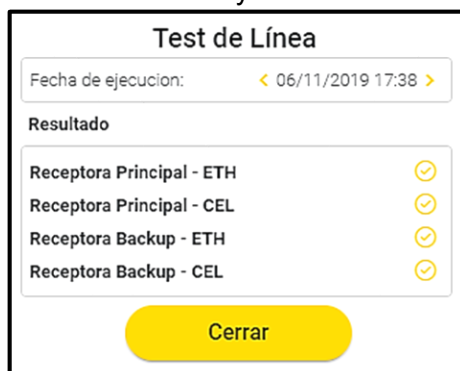 Test de Línea
Fecha de ejecucion: < 06/11/2019 17:38 >
Resultado
Receptora Principal - ETH
Receptora Principal - CEL
Receptora Backup - ETH
Receptora Backup - CEL
Cerrar